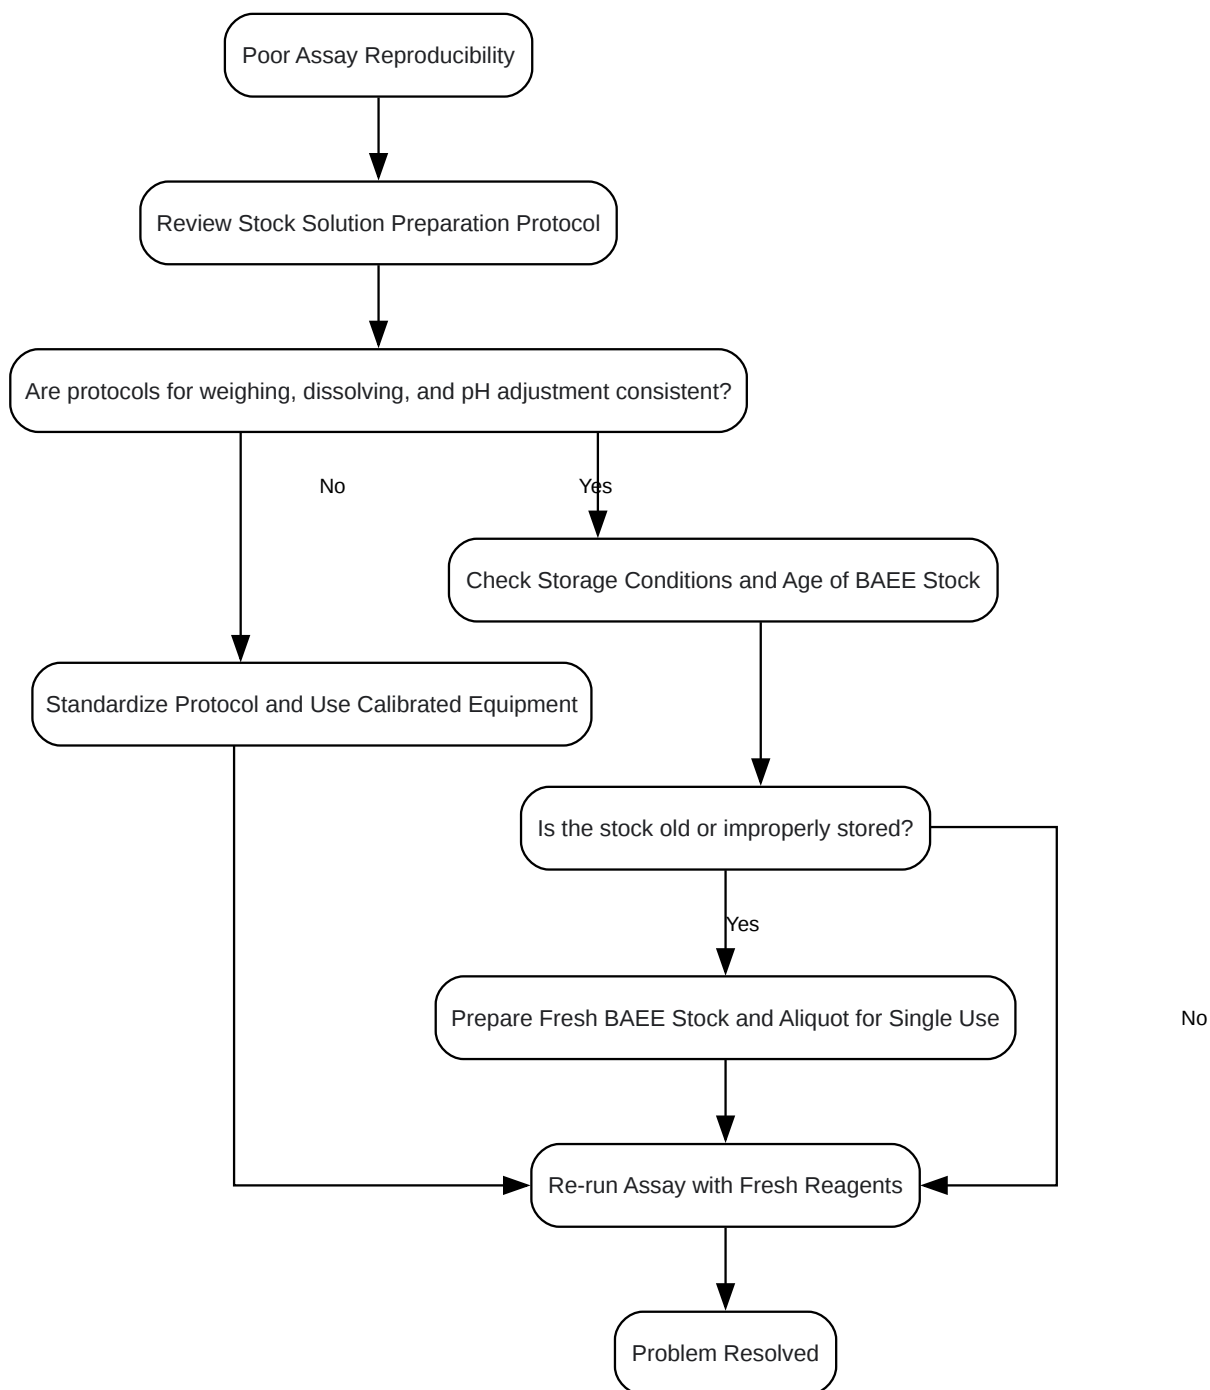 Poor Assay Reproducibility
Review Stock Solution Preparation Protocol
Are protocols for weighing, dissolving, and pH adjustment consistent?
No
Yes
Check Storage Conditions and Age of BAEE Stock
Standardize Protocol and Use Calibrated Equipment
Is the stock old or improperly stored?
Yes
Prepare Fresh BAEE Stock and Aliquot for Single Use
No
Re-run Assay with Fresh Reagents
Problem Resolved